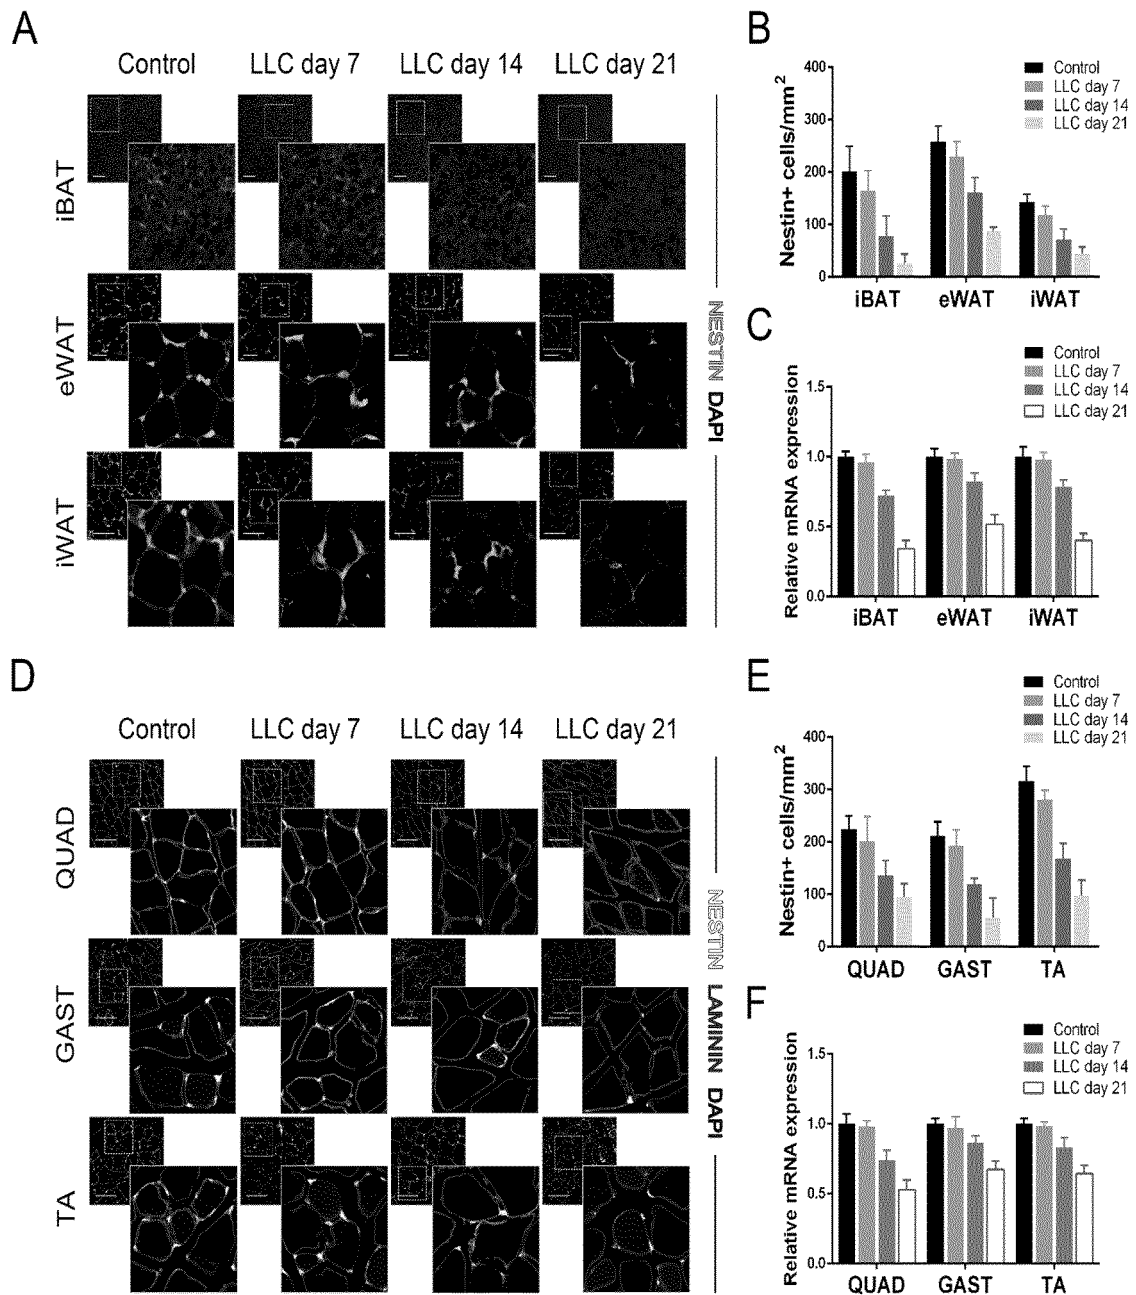 A
Control LLC day 7 LLC day 14 LLC day 21
iBAT
eWAT
iWAT
NESTIN DAPI
B
Nestin+ cells/mm2
400
300
200
100
0
iBAT eWAT iWAT
Control
LLC day 7
LLC day 14
LLC day 21
C
Relative mRNA expression
1.5
1.0
0.5
0.0
iBAT eWAT iWAT
Control
LLC day 7
LLC day 14
LLC day 21
D
Control LLC day 7 LLC day 14 LLC day 21
QUAD
GAST
TA
NESTIN LAMININ DAPI
E
Nestin+ cells/mm2
400
300
200
100
0
QUAD GAST TA
Control
LLC day 7
LLC day 14
LLC day 21
F
Relative mRNA expression
1.5
1.0
0.5
0.0
QUAD GAST TA
Control
LLC day 7
LLC day 14
LLC day 21